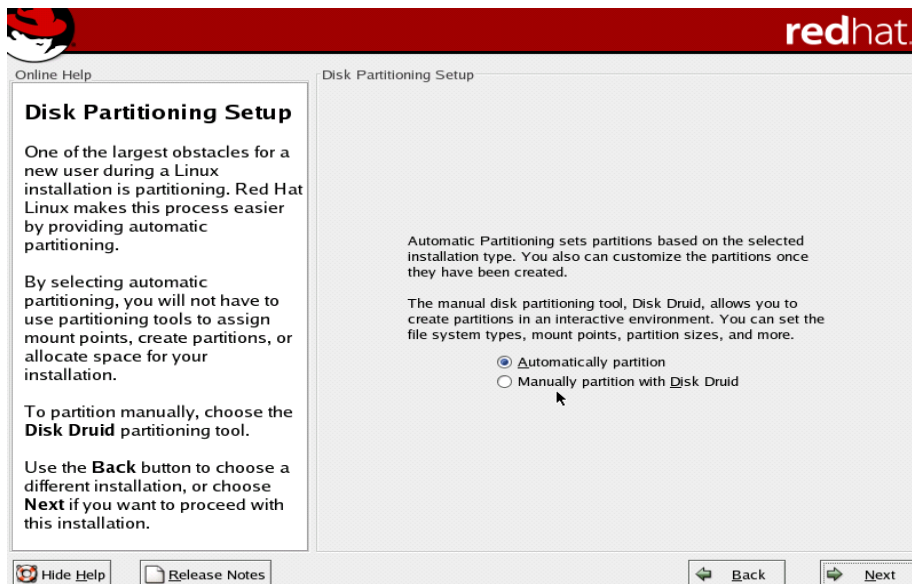 redhat.
Online Help
Disk Partitioning Setup
Disk Partitioning Setup
One of the largest obstacles for a
new user during a Linux
installation is partitioning. Red Hat
Linux makes this process easier
by providing automatic
partitioning.
By selecting automatic
partitioning, you will not have to
use partitioning tools to assign
mount points, create partitions, or
allocate space for your
installation.
To partition manually, choose the
Disk Druid partitioning tool.
Use the Back button to choose a
different installation, or choose
Next if you want to proceed with
this installation.
Automatic Partitioning sets partitions based on the selected
installation type. You also can customize the partitions once
they have been created.
The manual disk partitioning tool, Disk Druid, allows you to
create partitions in an interactive environment. You can set the
file system types, mount points, partition sizes, and more.
Automatically partition
Manually partition with Disk Druid
Hide Help
Release Notes
Back
Next